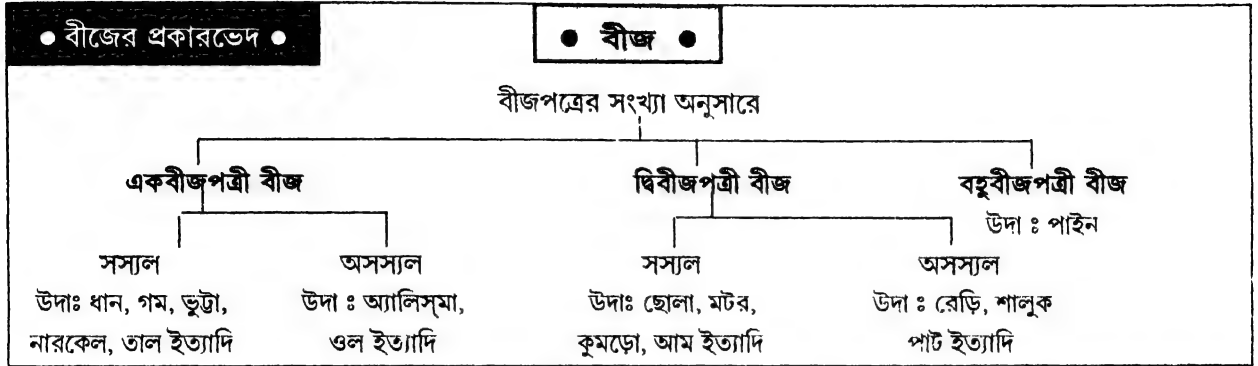 ● বীজের প্রকারভেদ ●
● বীজ ●
বীজপত্রের সংখ্যা অনুসারে
একবীজপত্রী বীজ
দ্বিবীজপত্রী বীজ
বহুবীজপত্রী বীজ
উদা ঃ পাইন
সস্যল
অসস্যল
সস্যল
অসস্যল
উদাঃ ধান, গম, ভুট্টা,
নারকেল, তাল ইত্যাদি
উদা ঃ অ্যালিস্‌মা,
ওল ইত্যাদি
উদাঃ ছোলা, মটর,
কুমড়ো, আম ইত্যাদি
উদা ঃ রেড়ি, শালুক
পাট ইত্যাদি